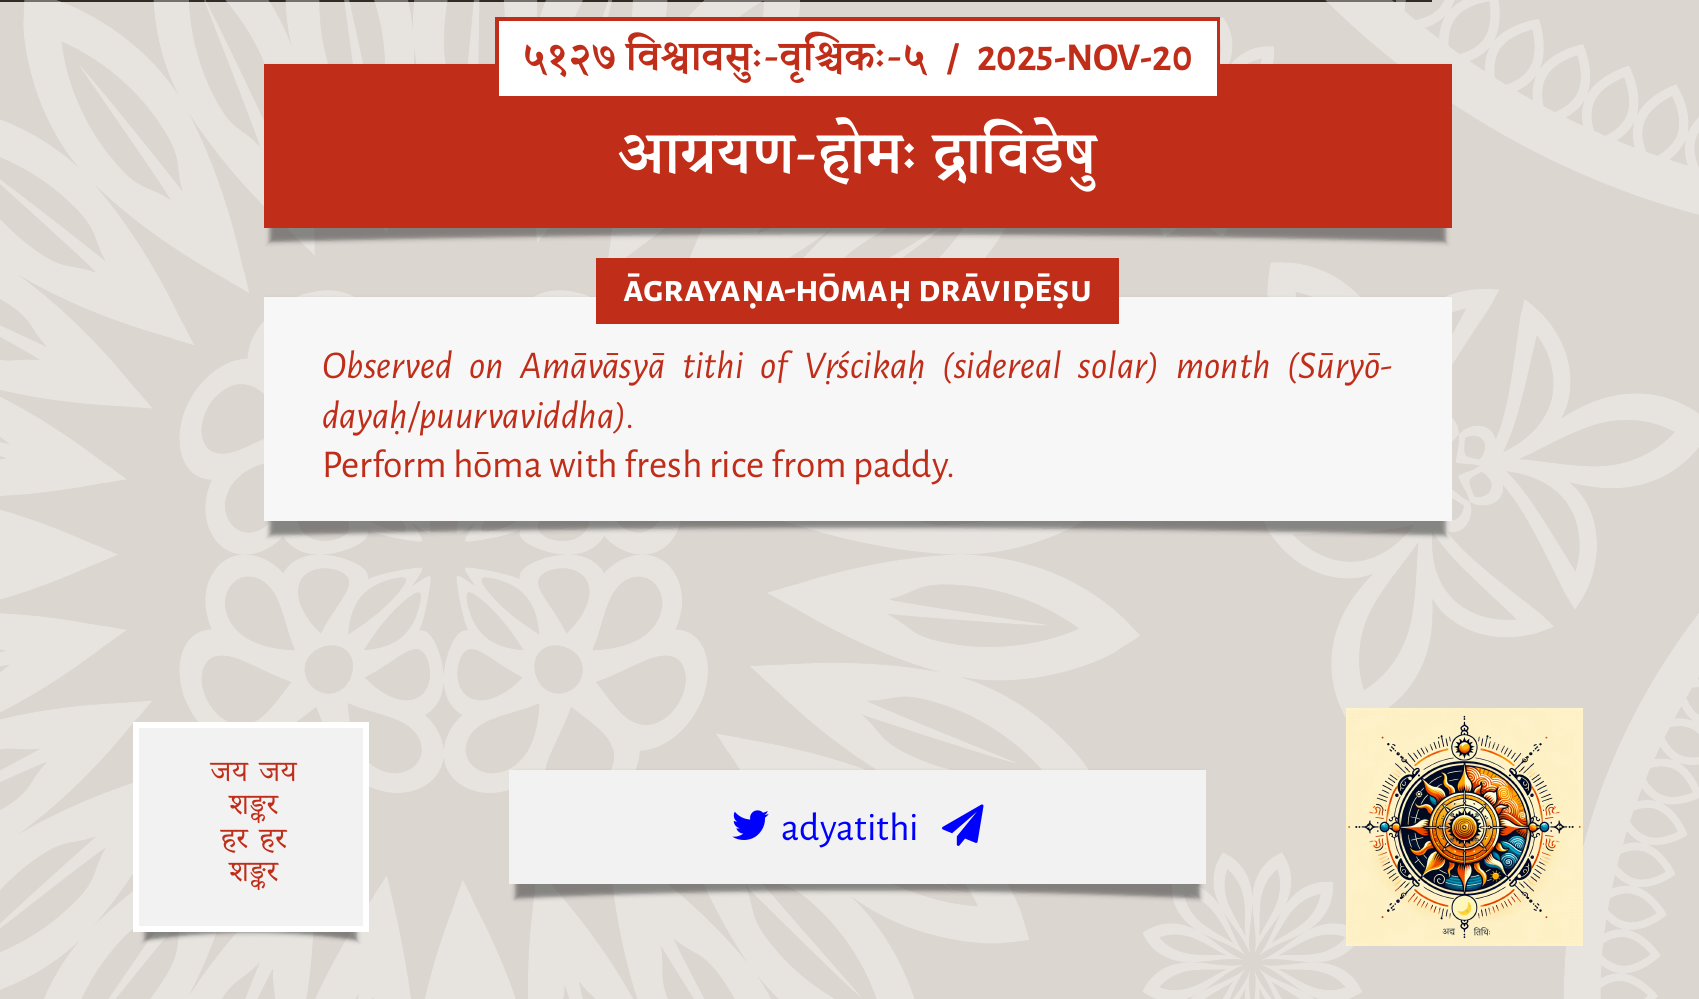 ५१२७ विश्वावसुः-वृश्चिकः-५ / 2025-NOV-20
आग्रयण-होमः द्राविडेषु
ĀGRAYAṆA-HŌMAḤ DRĀVIḌĒṢU
Observed on Amāvāsyā tithi of Vṛścikaḥ (sidereal solar) month (Sūryō-
dayaḥ/puurvaviddha).
Perform hōma with fresh rice from paddy.
जय जय
शङ्कर
हर हर
शङ्कर
adyatithi
अद्य तिथिः